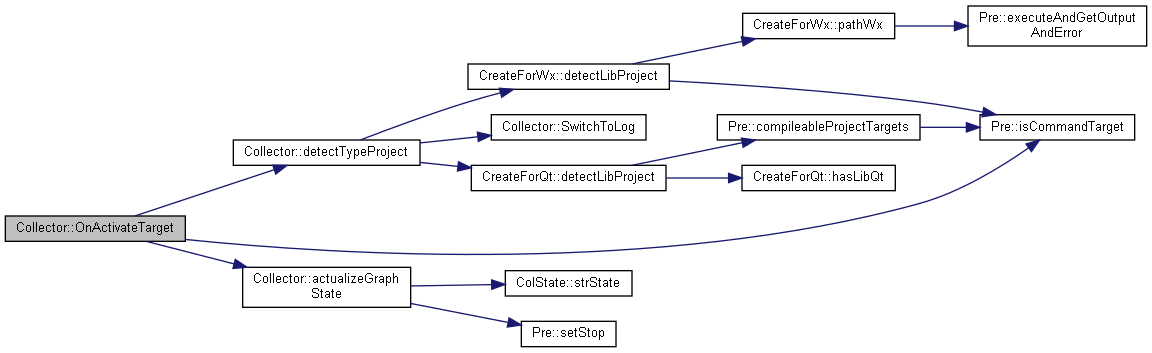 Collector::OnActivateTarget
Collector::detectTypeProject
Collector::actualizeGraph
State
CreateForWx::detectLibProject
Collector::SwitchToLog
CreateForQt::detectLibProject
ColState::strState
Pre::setStop
CreateForWx::pathWx
Pre::compileableProjectTargets
CreateForQt::hasLibQt
Pre::executeAndGetOutput
AndError
Pre::isCommandTarget